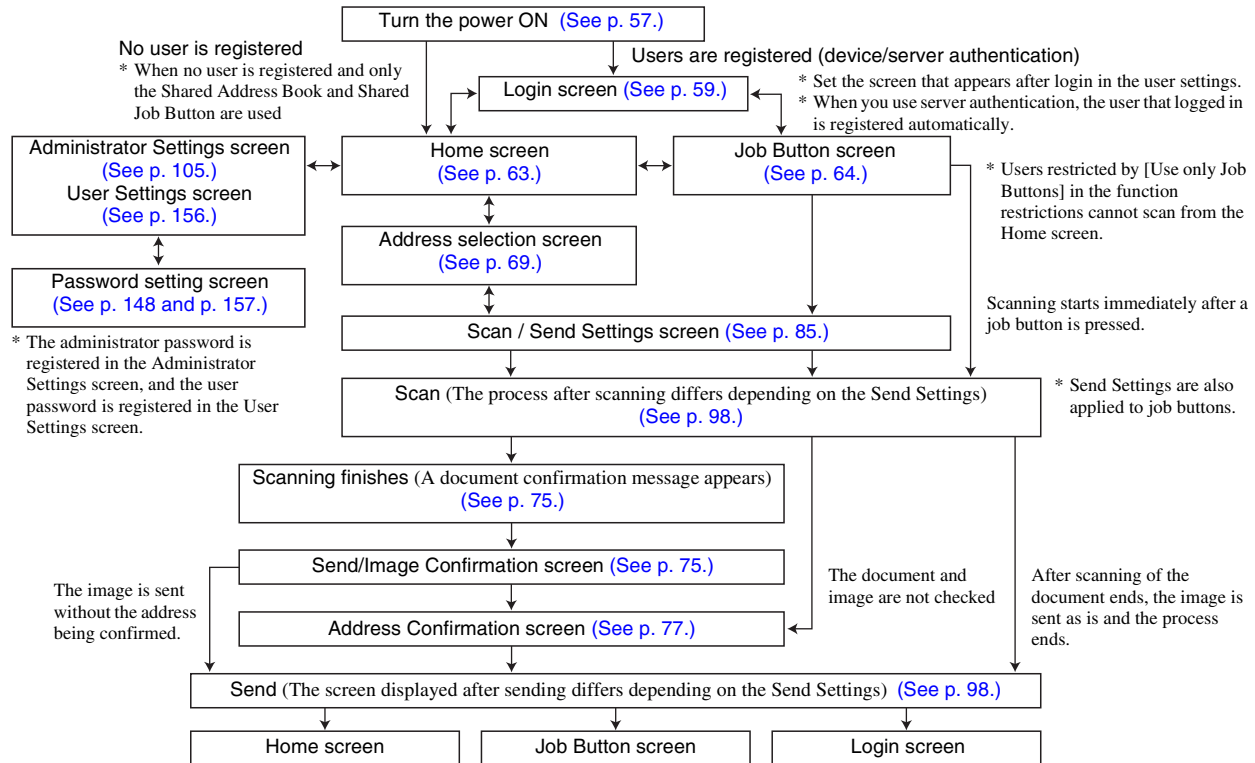 Turn the power ON (See p. 57.)
No user is registered
* When no user is registered and only
the Shared Address Book and Shared
Job Button are used
Users are registered (device/server authentication)
Login screen (See p. 59.)
* Set the screen that appears after login in the user settings.
* When you use server authentication, the user that logged in
is registered automatically.
Administrator Settings screen
(See p. 105.)
User Settings screen
(See p. 156.)
Home screen
(See p. 63.)
Job Button screen
(See p. 64.)
* Users restricted by [Use only Job
Buttons] in the function
restrictions cannot scan from the
Home screen.
Address selection screen
(See p. 69.)
Password setting screen
(See p. 148 and p. 157.)
* The administrator password is
registered in the Administrator
Settings screen, and the user
password is registered in the User
Settings screen.
Scanning starts immediately after a
job button is pressed.
Scan / Send Settings screen (See p. 85.)
Scan (The process after scanning differs depending on the Send Settings)
(See p. 98.)
* Send Settings are also
applied to job buttons.
Scanning finishes (A document confirmation message appears)
(See p. 75.)
Send/Image Confirmation screen (See p. 75.)
The image is sent
without the address
being confirmed.
The document and
image are not checked
After scanning of the
document ends, the image is
sent as is and the process
ends.
Address Confirmation screen (See p. 77.)
Send (The screen displayed after sending differs depending on the Send Settings) (See p. 98.)
Home screen
Job Button screen
Login screen